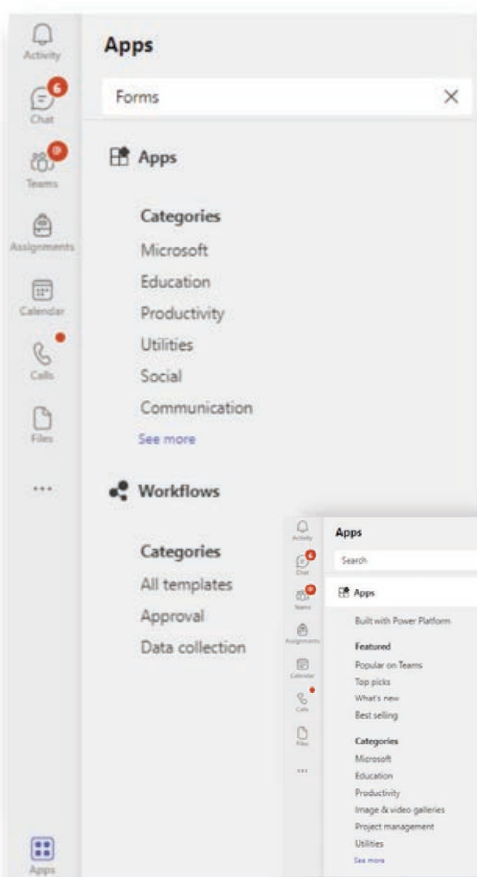 Activity
Chat
6
Teams
@
Assignments
Calendar
Calls
Files
Apps
Apps
Forms
Apps
Categories
Microsoft
Education
Productivity
Utilities
Social
Communication
See more
Workflows
Categories
All templates
Approval
Data collection
Activity
Chat
6
Teams
@
Assignments
Calendar
Calls
Files
Apps
Search
Apps
Built with Power Platform
Featured
Popular on Teams
Top picks
What's new
Best selling
Categories
Microsoft
Education
Productivity
Image & video galleries
Project management
Utilities
See more